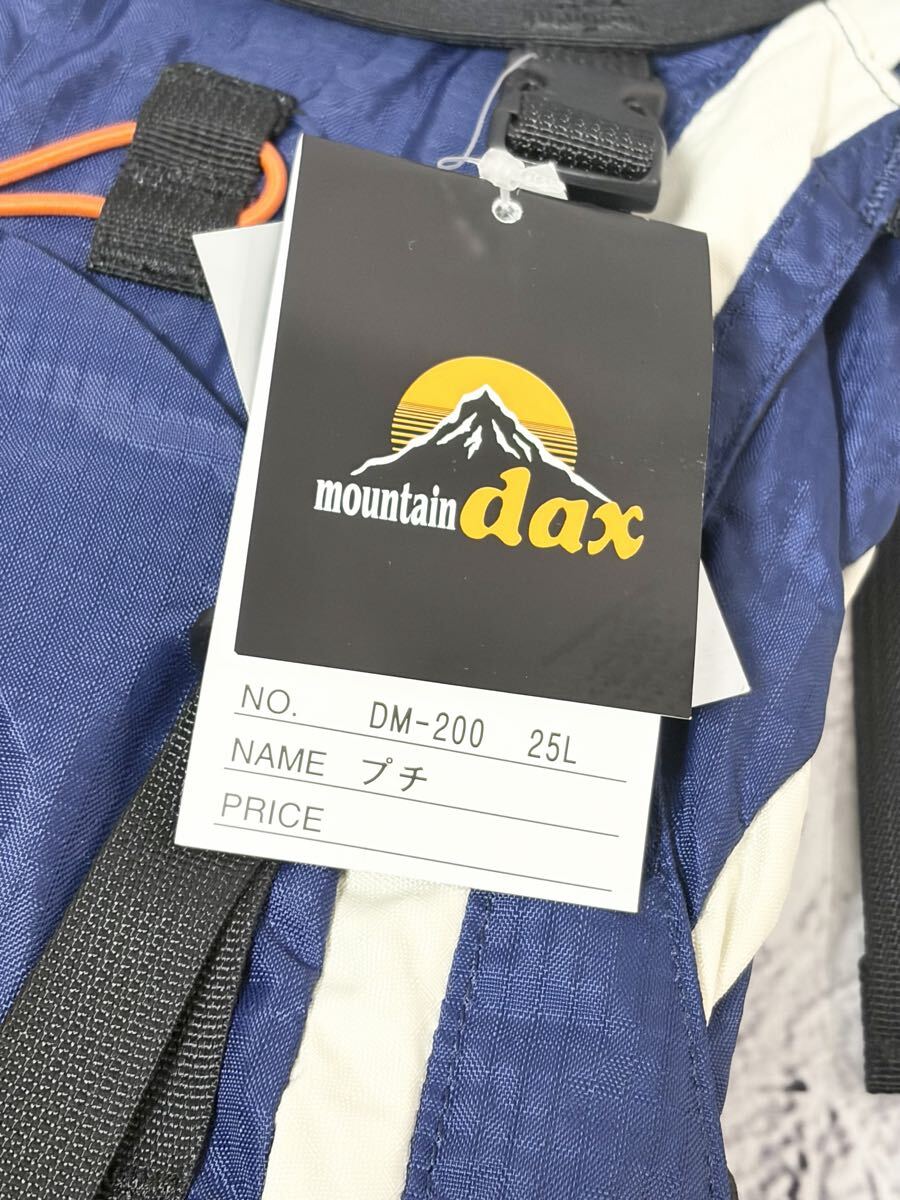 mountain dax
NO. DM-200 25L
NAME プチ
PRICE